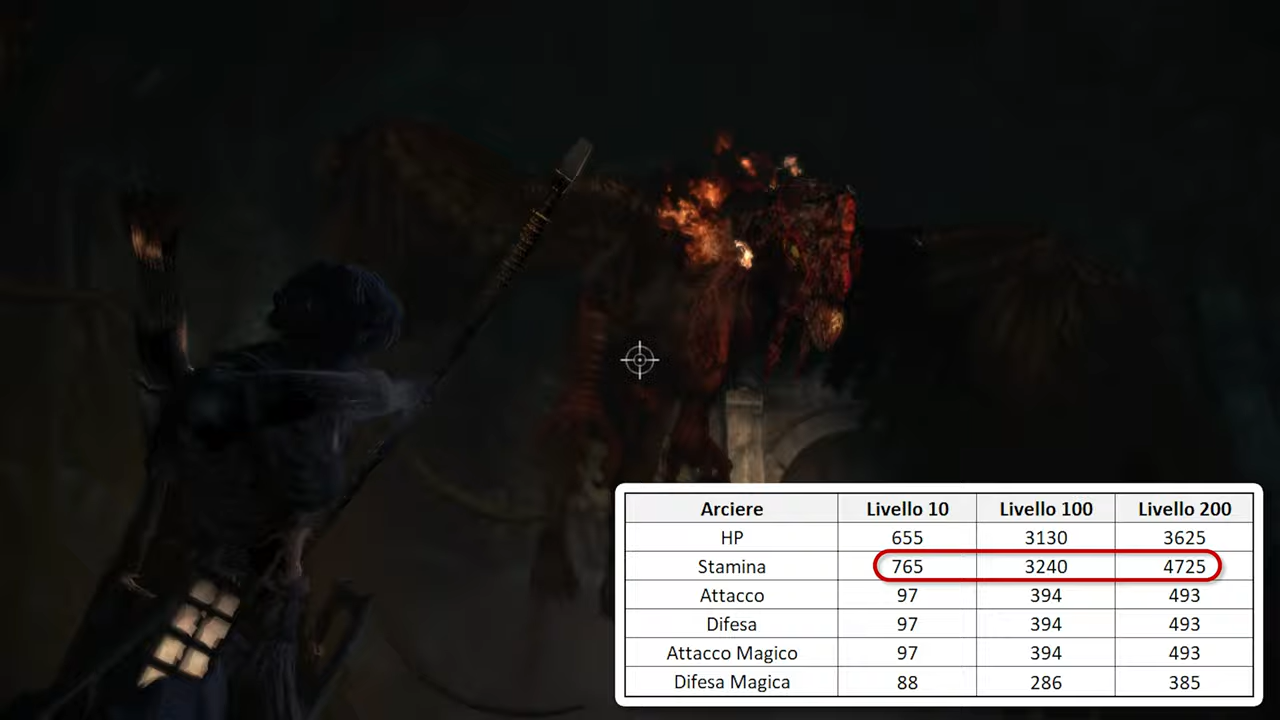 Arciere Livello 10 Livello 100 Livello 200
HP 655 3130 3625
Stamina 765 3240 4725
Attacco 97 394 493
Difesa 97 394 493
Attacco Magico 97 394 493
Difesa Magica 88 286 385